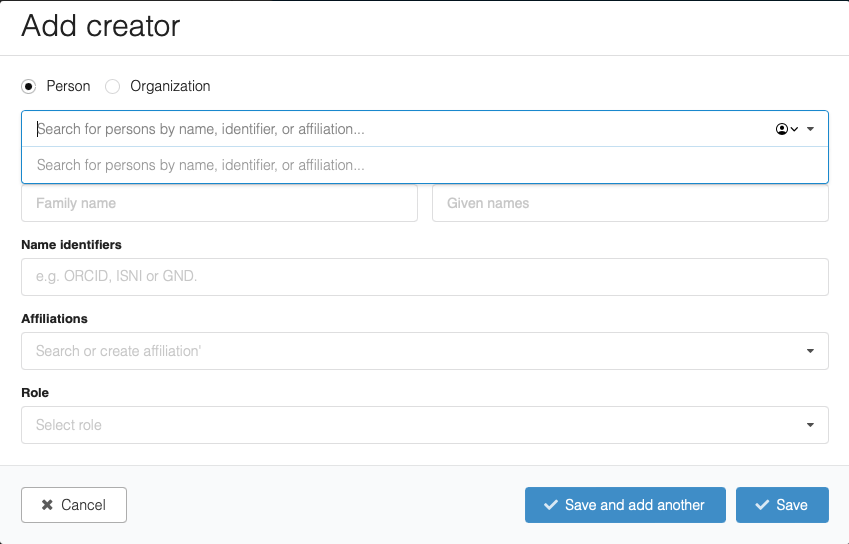 Add creator
Person Organization
Search for persons by name, identifier, or affiliation...
Search for persons by name, identifier, or affiliation...
Family name Given names
Name identifiers
e.g. ORCID, ISNI or GND.
Affiliations
Search or create affiliation'
Role
Select role
Cancel Save and add another Save